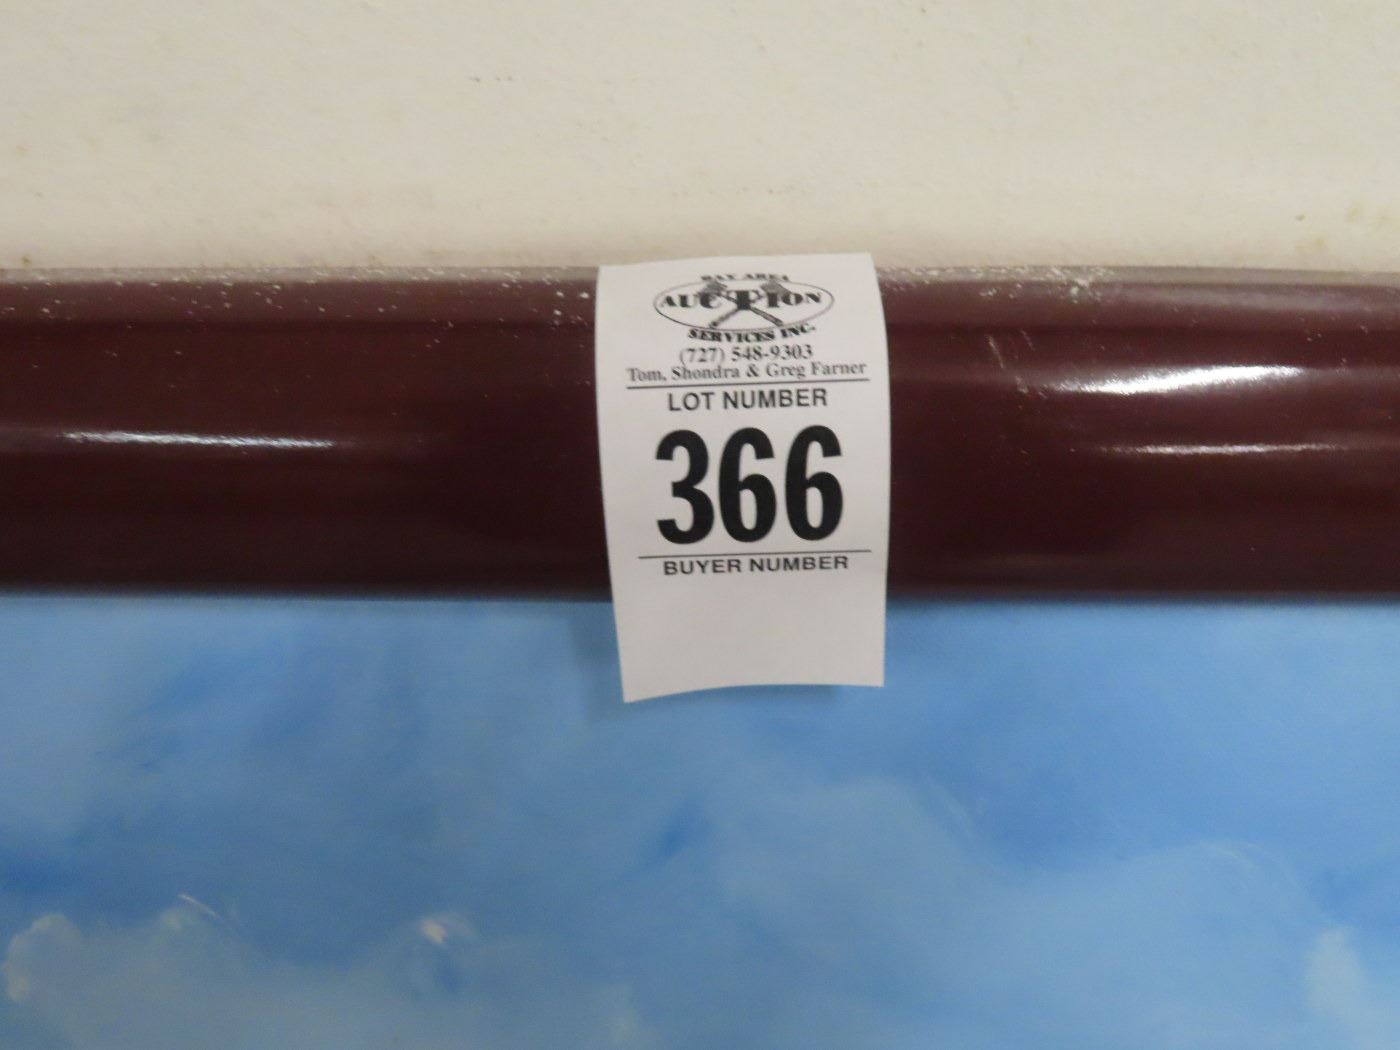 BAY AREA
AUCTION
SERVICES INC.
(727) 548-9303
Tom, Shondra & Greg Farner
LOT NUMBER
366
BUYER NUMBER